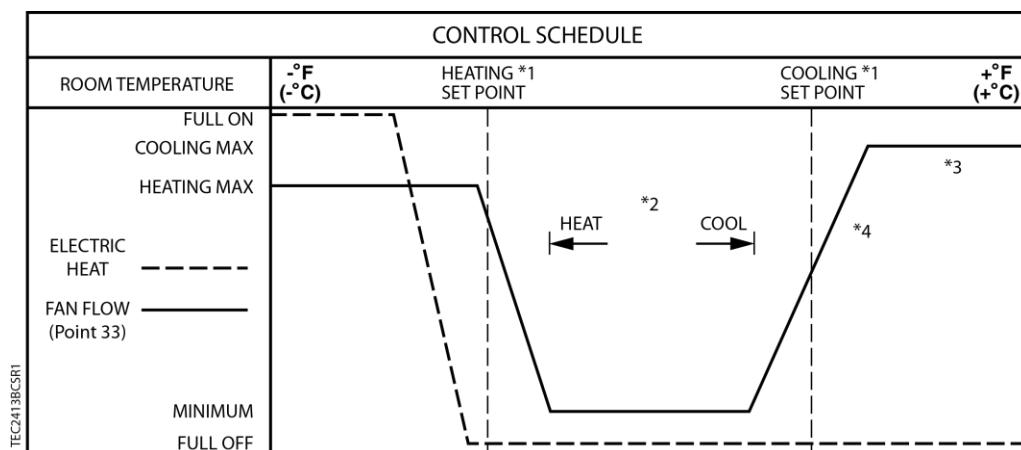 CONTROL SCHEDULE
ROOM TEMPERATURE
-°F
(-°C)
HEATING *1
SET POINT
COOLING *1
SET POINT
+°F
(+°C)
FULL ON
COOLING MAX
HEATING MAX
*3
*2
HEAT
COOL
*4
ELECTRIC
HEAT
FAN FLOW
(Point 33)
MINIMUM
FULL OFF
TEC2413BCSR1